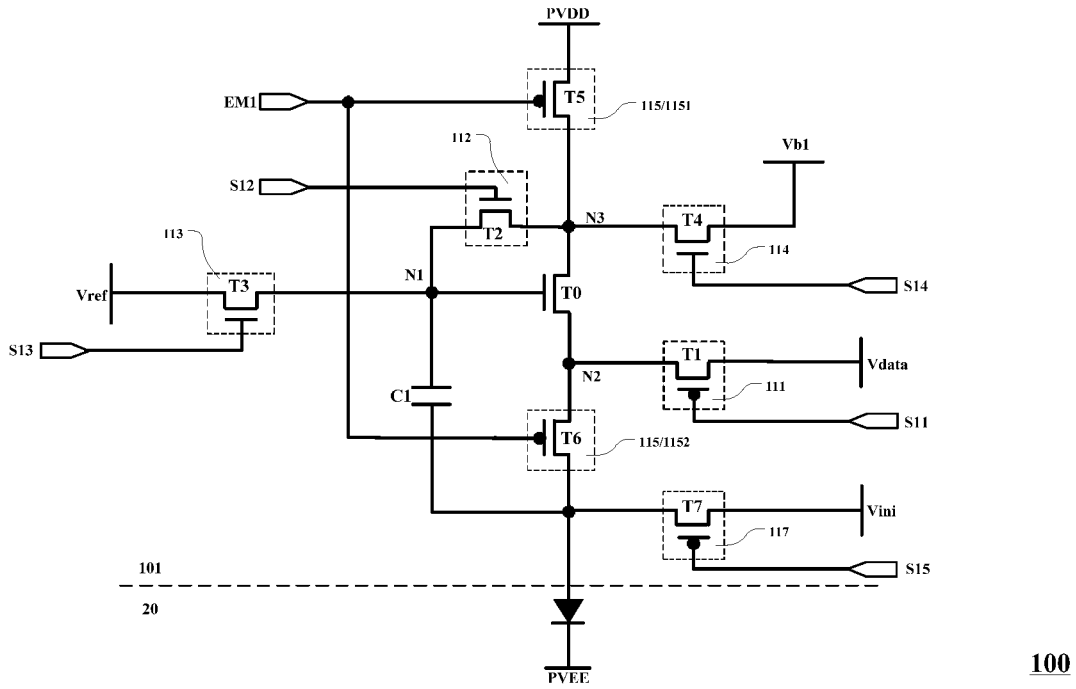 PVDD
EM1
T5
115/1151
112
Vb1
S12
T2
N3
T4
114
113
N1
T3
Vref
T0
S14
S13
T1
N2
Vdata
C1
111
T6
115/1152
S11
T7
Vini
117
101
S15
20
PVEE
100